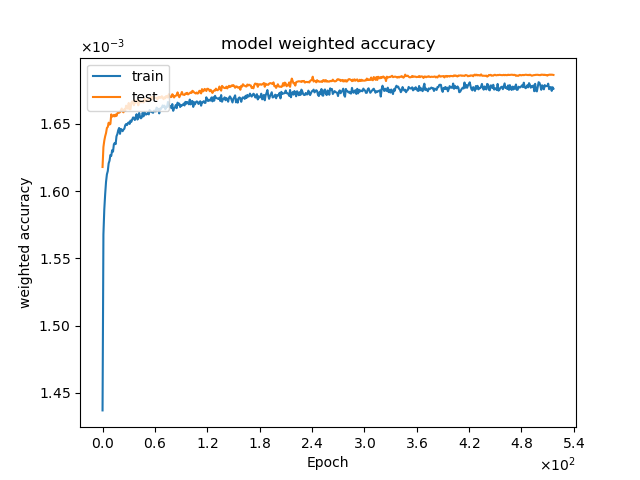 model weighted accuracy
×10⁻³
train
test
1.65
1.60
1.55
1.50
1.45
weighted accuracy
0.0 0.6 1.2 1.8 2.4 3.0 3.6 4.2 4.8 5.4
Epoch
×10²